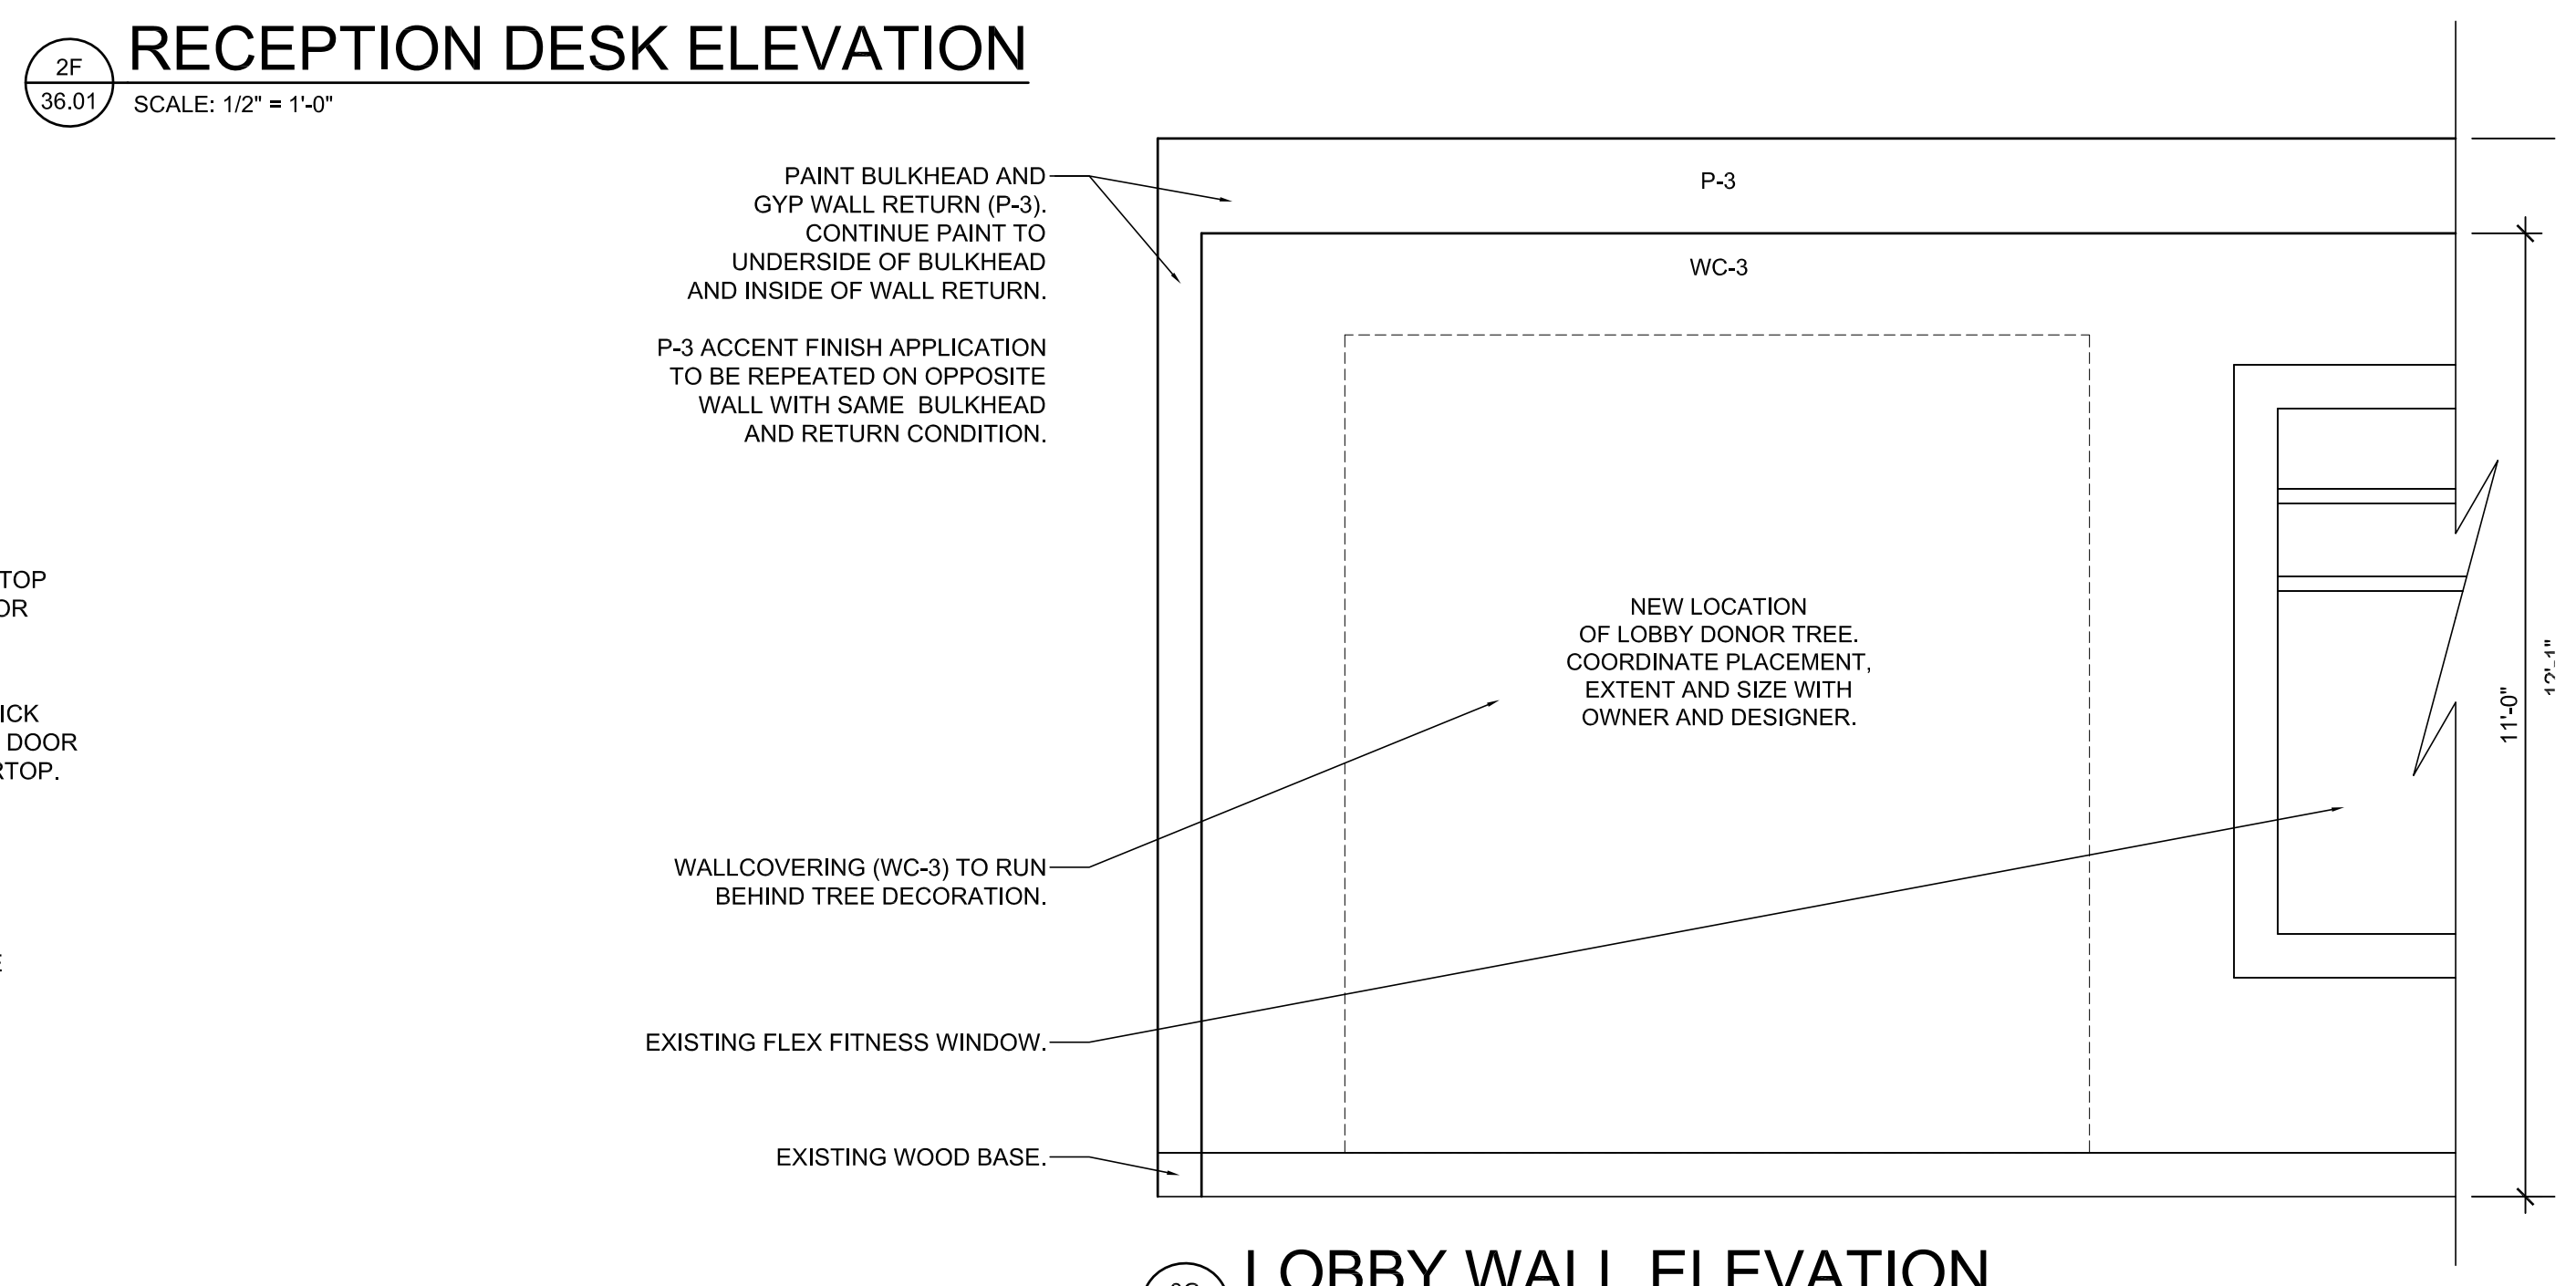 RECEPTION DESK ELEVATION
2F
36.01
SCALE: 1/2" = 1'-0"
PAINT BULKHEAD AND
GYP WALL RETURN (P-3).
CONTINUE PAINT TO
UNDERSIDE OF BULKHEAD
AND INSIDE OF WALL RETURN.
P-3 ACCENT FINISH APPLICATION
TO BE REPEATED ON OPPOSITE
WALL WITH SAME BULKHEAD
AND RETURN CONDITION.
P-3
WC-3
TOP
OR
ICK
DOOR
RTOP.
NEW LOCATION
OF LOBBY DONOR TREE.
COORDINATE PLACEMENT,
EXTENT AND SIZE WITH
OWNER AND DESIGNER.
11'-0"
12'-1"
WALLCOVERING (WC-3) TO RUN
BEHIND TREE DECORATION.
EXISTING FLEX FITNESS WINDOW.
EXISTING WOOD BASE.
LOBBY WALL ELEVATION